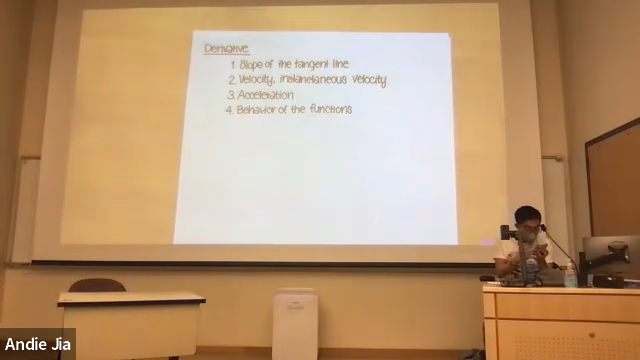 Derivative
1. Slope of the tangent line
2. Velocity, instanelaneous velocity
3. Acceleration
4. Behavior of the functions
Andie Jia